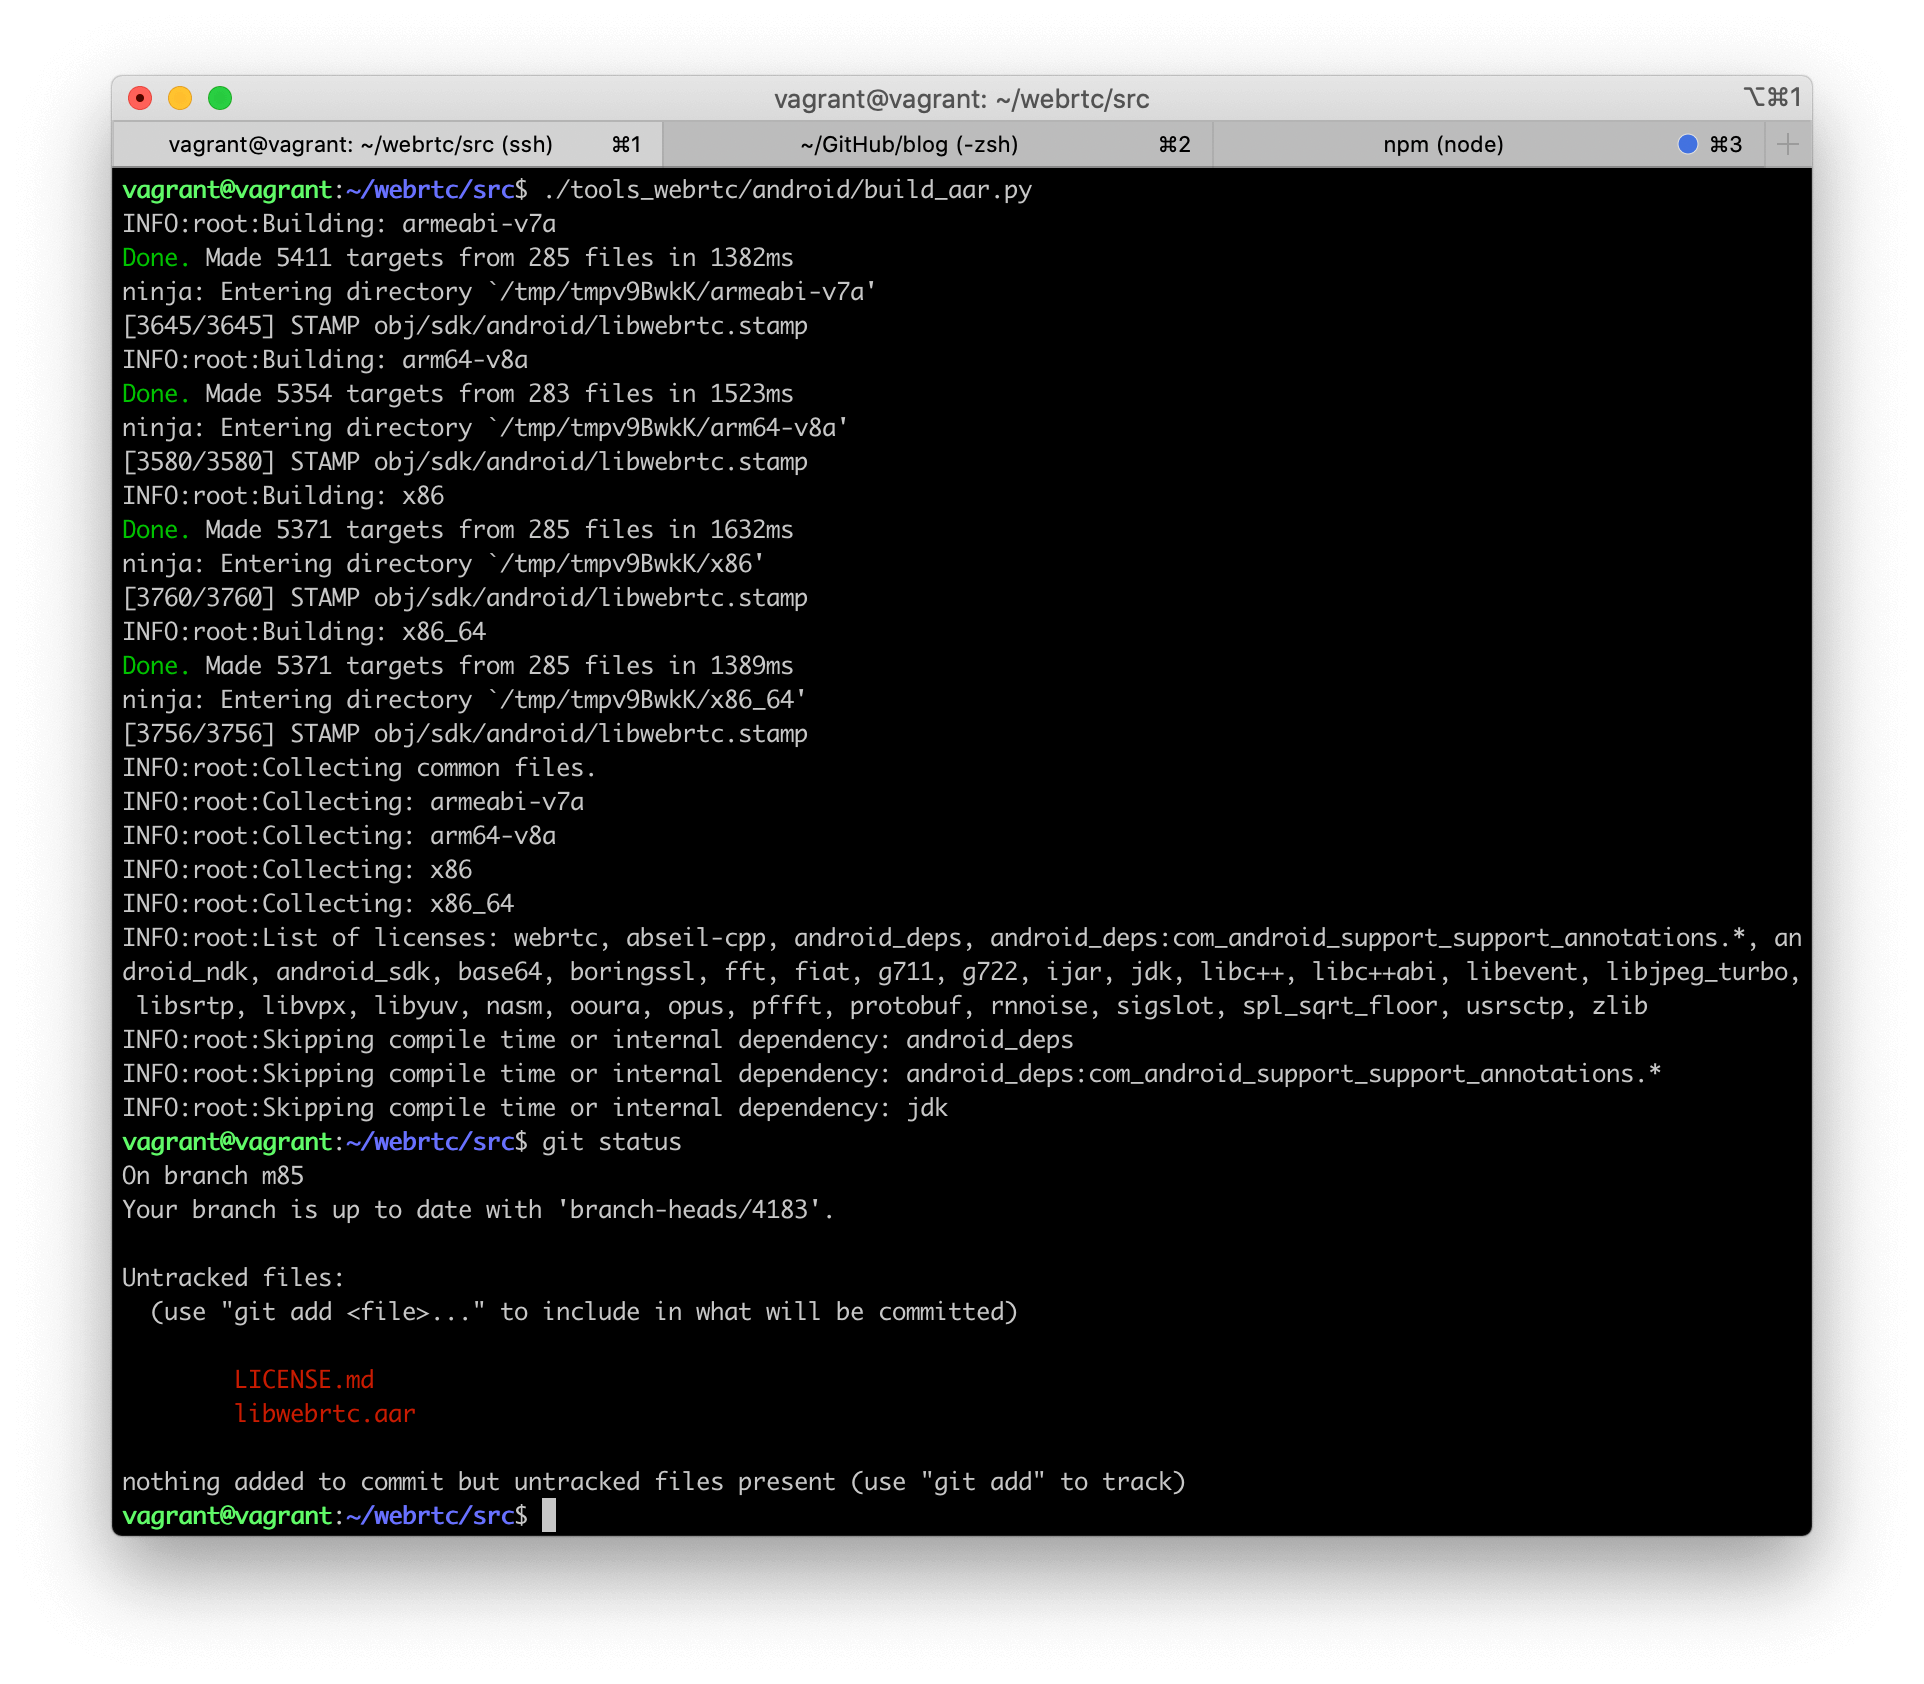 vagrant@vagrant: ~/webrtc/src ⌥⌘1
vagrant@vagrant: ~/webrtc/src (ssh) ⌘1 ~/GitHub/blog (-zsh) ⌘2 npm (node) ⌘3 +
vagrant@vagrant:~/webrtc/src$ ./tools_webrtc/android/build_aar.py
INFO:root:Building: armeabi-v7a
Done. Made 5411 targets from 285 files in 1382ms
ninja: Entering directory `/tmp/tmpv9BwkK/armeabi-v7a'
[3645/3645] STAMP obj/sdk/android/libwebrtc.stamp
INFO:root:Building: arm64-v8a
Done. Made 5354 targets from 283 files in 1523ms
ninja: Entering directory `/tmp/tmpv9BwkK/arm64-v8a'
[3580/3580] STAMP obj/sdk/android/libwebrtc.stamp
INFO:root:Building: x86
Done. Made 5371 targets from 285 files in 1632ms
ninja: Entering directory `/tmp/tmpv9BwkK/x86'
[3760/3760] STAMP obj/sdk/android/libwebrtc.stamp
INFO:root:Building: x86_64
Done. Made 5371 targets from 285 files in 1389ms
ninja: Entering directory `/tmp/tmpv9BwkK/x86_64'
[3756/3756] STAMP obj/sdk/android/libwebrtc.stamp
INFO:root:Collecting common files.
INFO:root:Collecting: armeabi-v7a
INFO:root:Collecting: arm64-v8a
INFO:root:Collecting: x86
INFO:root:Collecting: x86_64
INFO:root:List of licenses: webrtc, abseil-cpp, android_deps, android_deps:com_android_support_support_annotations.*, an
droid_ndk, android_sdk, base64, boringssl, fft, fiat, g711, g722, ijar, jdk, libc++, libc++abi, libevent, libjpeg_turbo,
 libsrtp, libvpx, libyuv, nasm, ooura, opus, pffft, protobuf, rnnoise, sigslot, spl_sqrt_floor, usrsctp, zlib
INFO:root:Skipping compile time or internal dependency: android_deps
INFO:root:Skipping compile time or internal dependency: android_deps:com_android_support_support_annotations.*
INFO:root:Skipping compile time or internal dependency: jdk
vagrant@vagrant:~/webrtc/src$ git status
On branch m85
Your branch is up to date with 'branch-heads/4183'.
Untracked files:
  (use "git add <file>..." to include in what will be committed)
        LICENSE.md
        libwebrtc.aar
nothing added to commit but untracked files present (use "git add" to track)
vagrant@vagrant:~/webrtc/src$